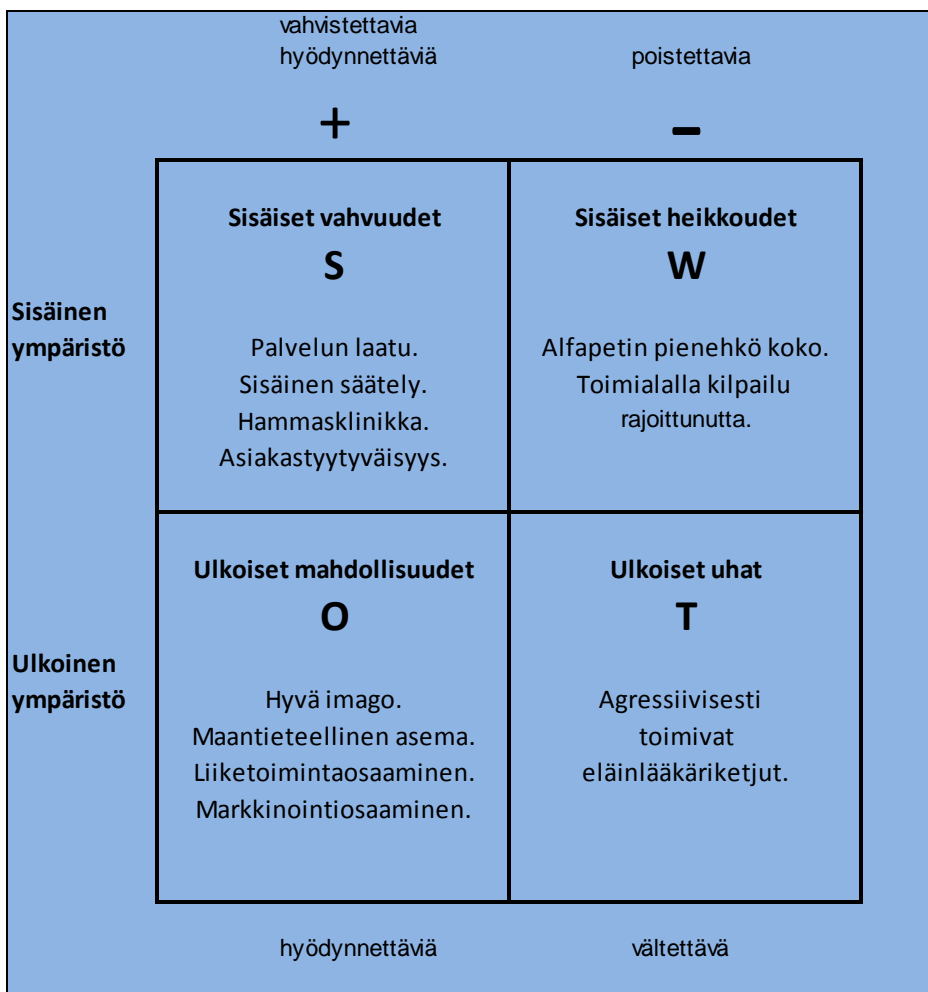 vahvistettavia
hyödynnettäviä
poistettavia
+
-
Sisäinen
ympäristö
Sisäiset vahvuudet
S
Palvelun laatu.
Sisäinen säätely.
Hammasklinikka.
Asiakastyytyväisyys.
Sisäiset heikkoudet
W
Alfapetin pienehkö koko.
Toimialalla kilpailu
rajoittunutta.
Ulkoinen
ympäristö
Ulkoiset mahdollisuudet
O
Hyvä imago.
Maantieteellinen asema.
Liiketoimintaosaaminen.
Markkinointiosaaminen.
Ulkoiset uhat
T
Agressiivisesti
toimivat
eläinlääkäriketjut.
hyödynnettäviä
vältettävä